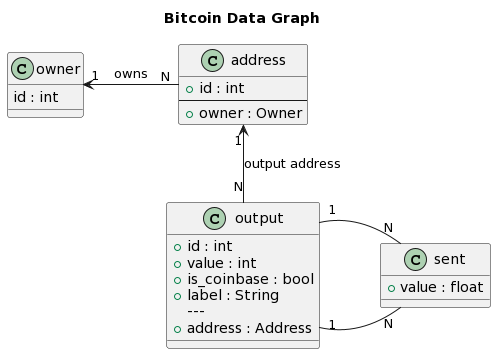 Bitcoin Data Graph
C owner
id : int
1 owns N
C address
id : int
owner : Owner
1
output address
N
C output
id : int
value : int
is_coinbase : bool
label : String
---
address : Address
1
N
C sent
value : float
1
N